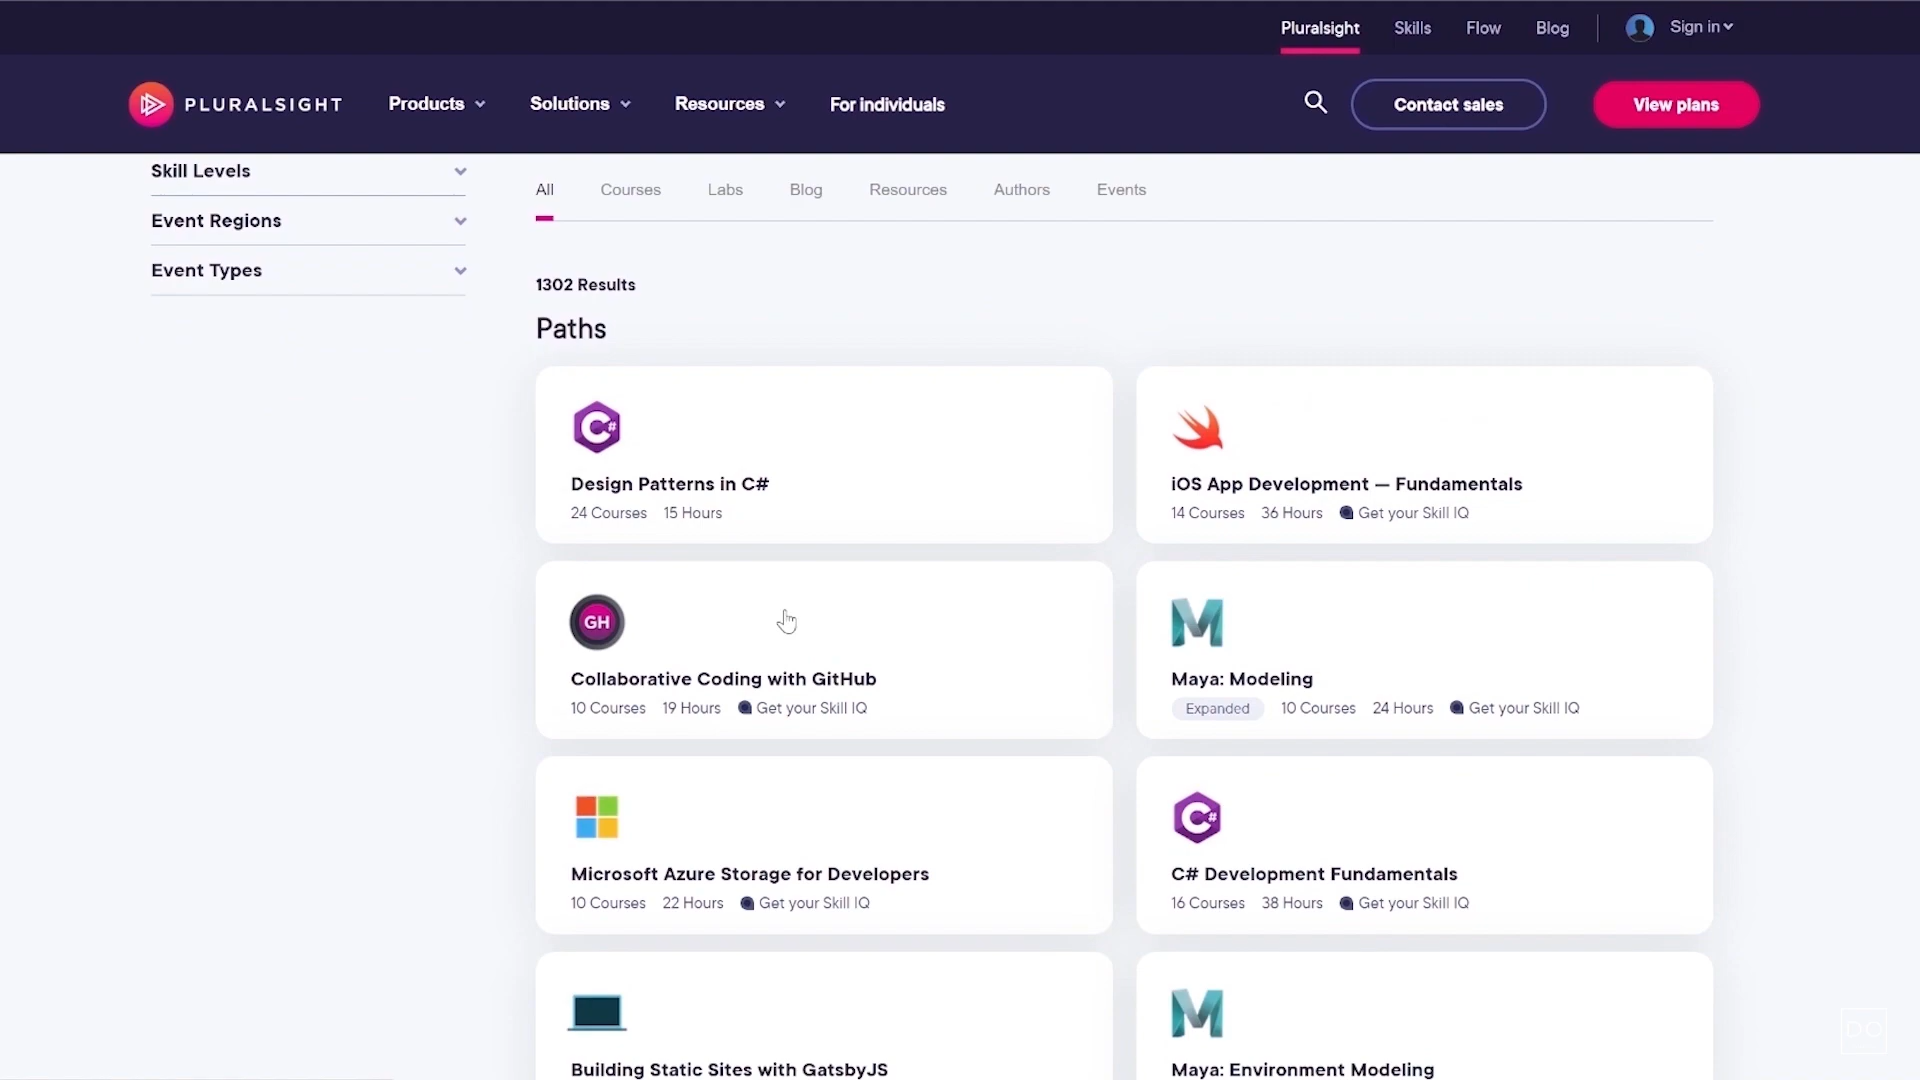 Pluralsight Skills Flow Blog Sign in
PLURALSIGHT Products Solutions Resources For individuals Contact sales View plans
Skill Levels
Event Regions
Event Types
All Courses Labs Blog Resources Authors Events
1302 Results
Paths
C#
Design Patterns in C#
24 Courses 15 Hours
iOS App Development — Fundamentals
14 Courses 36 Hours Get your Skill IQ
GH
Collaborative Coding with GitHub
10 Courses 19 Hours Get your Skill IQ
M
Maya: Modeling
Expanded 10 Courses 24 Hours Get your Skill IQ
Microsoft Azure Storage for Developers
10 Courses 22 Hours Get your Skill IQ
C#
C# Development Fundamentals
16 Courses 38 Hours Get your Skill IQ
Building Static Sites with GatsbyJS
M
Maya: Environment Modeling
DC